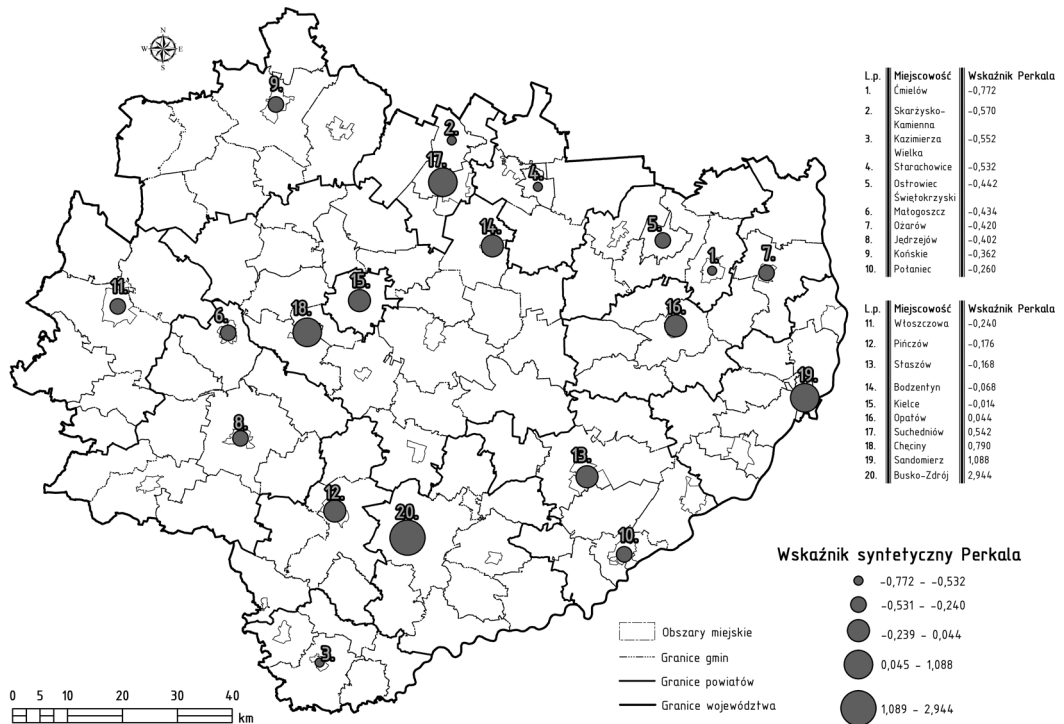 N
W
E
S
9.
2.
17.
4.
14.
5.
1.
7.
15.
11.
18.
6.
16.
19.
8.
13.
12.
20.
10.
3.
L.p. Miejscowość Wskaźnik Perkala
1. Ćmielów -0,772
2. Skarżysko- -0,570
Kamienna
3. Kazimierza -0,552
Wielka
4. Starachowice -0,532
5. Ostrowiec -0,442
Świętokrzyski
6. Małogoszcz -0,434
7. Ożarów -0,420
8. Jędrzejów -0,402
9. Końskie -0,362
10. Połaniec -0,260
L.p. Miejscowość Wskaźnik Perkala
11. Włoszczowa -0,240
12. Pińczów -0,176
13. Staszów -0,168
14. Bodzentyn -0,068
15. Kielce -0,014
16. Opatów 0,044
17. Suchedniów 0,542
18. Chęciny 0,790
19. Sandomierz 1,088
20. Busko-Zdrój 2,944
Wskaźnik syntetyczny Perkala
-0,772 - -0,532
-0,531 - -0,240
-0,239 - 0,044
0,045 - 1,088
1,089 - 2,944
Obszary miejskie
Granice gmin
Granice powiatów
Granice województwa
0 5 10 20 30 40
km